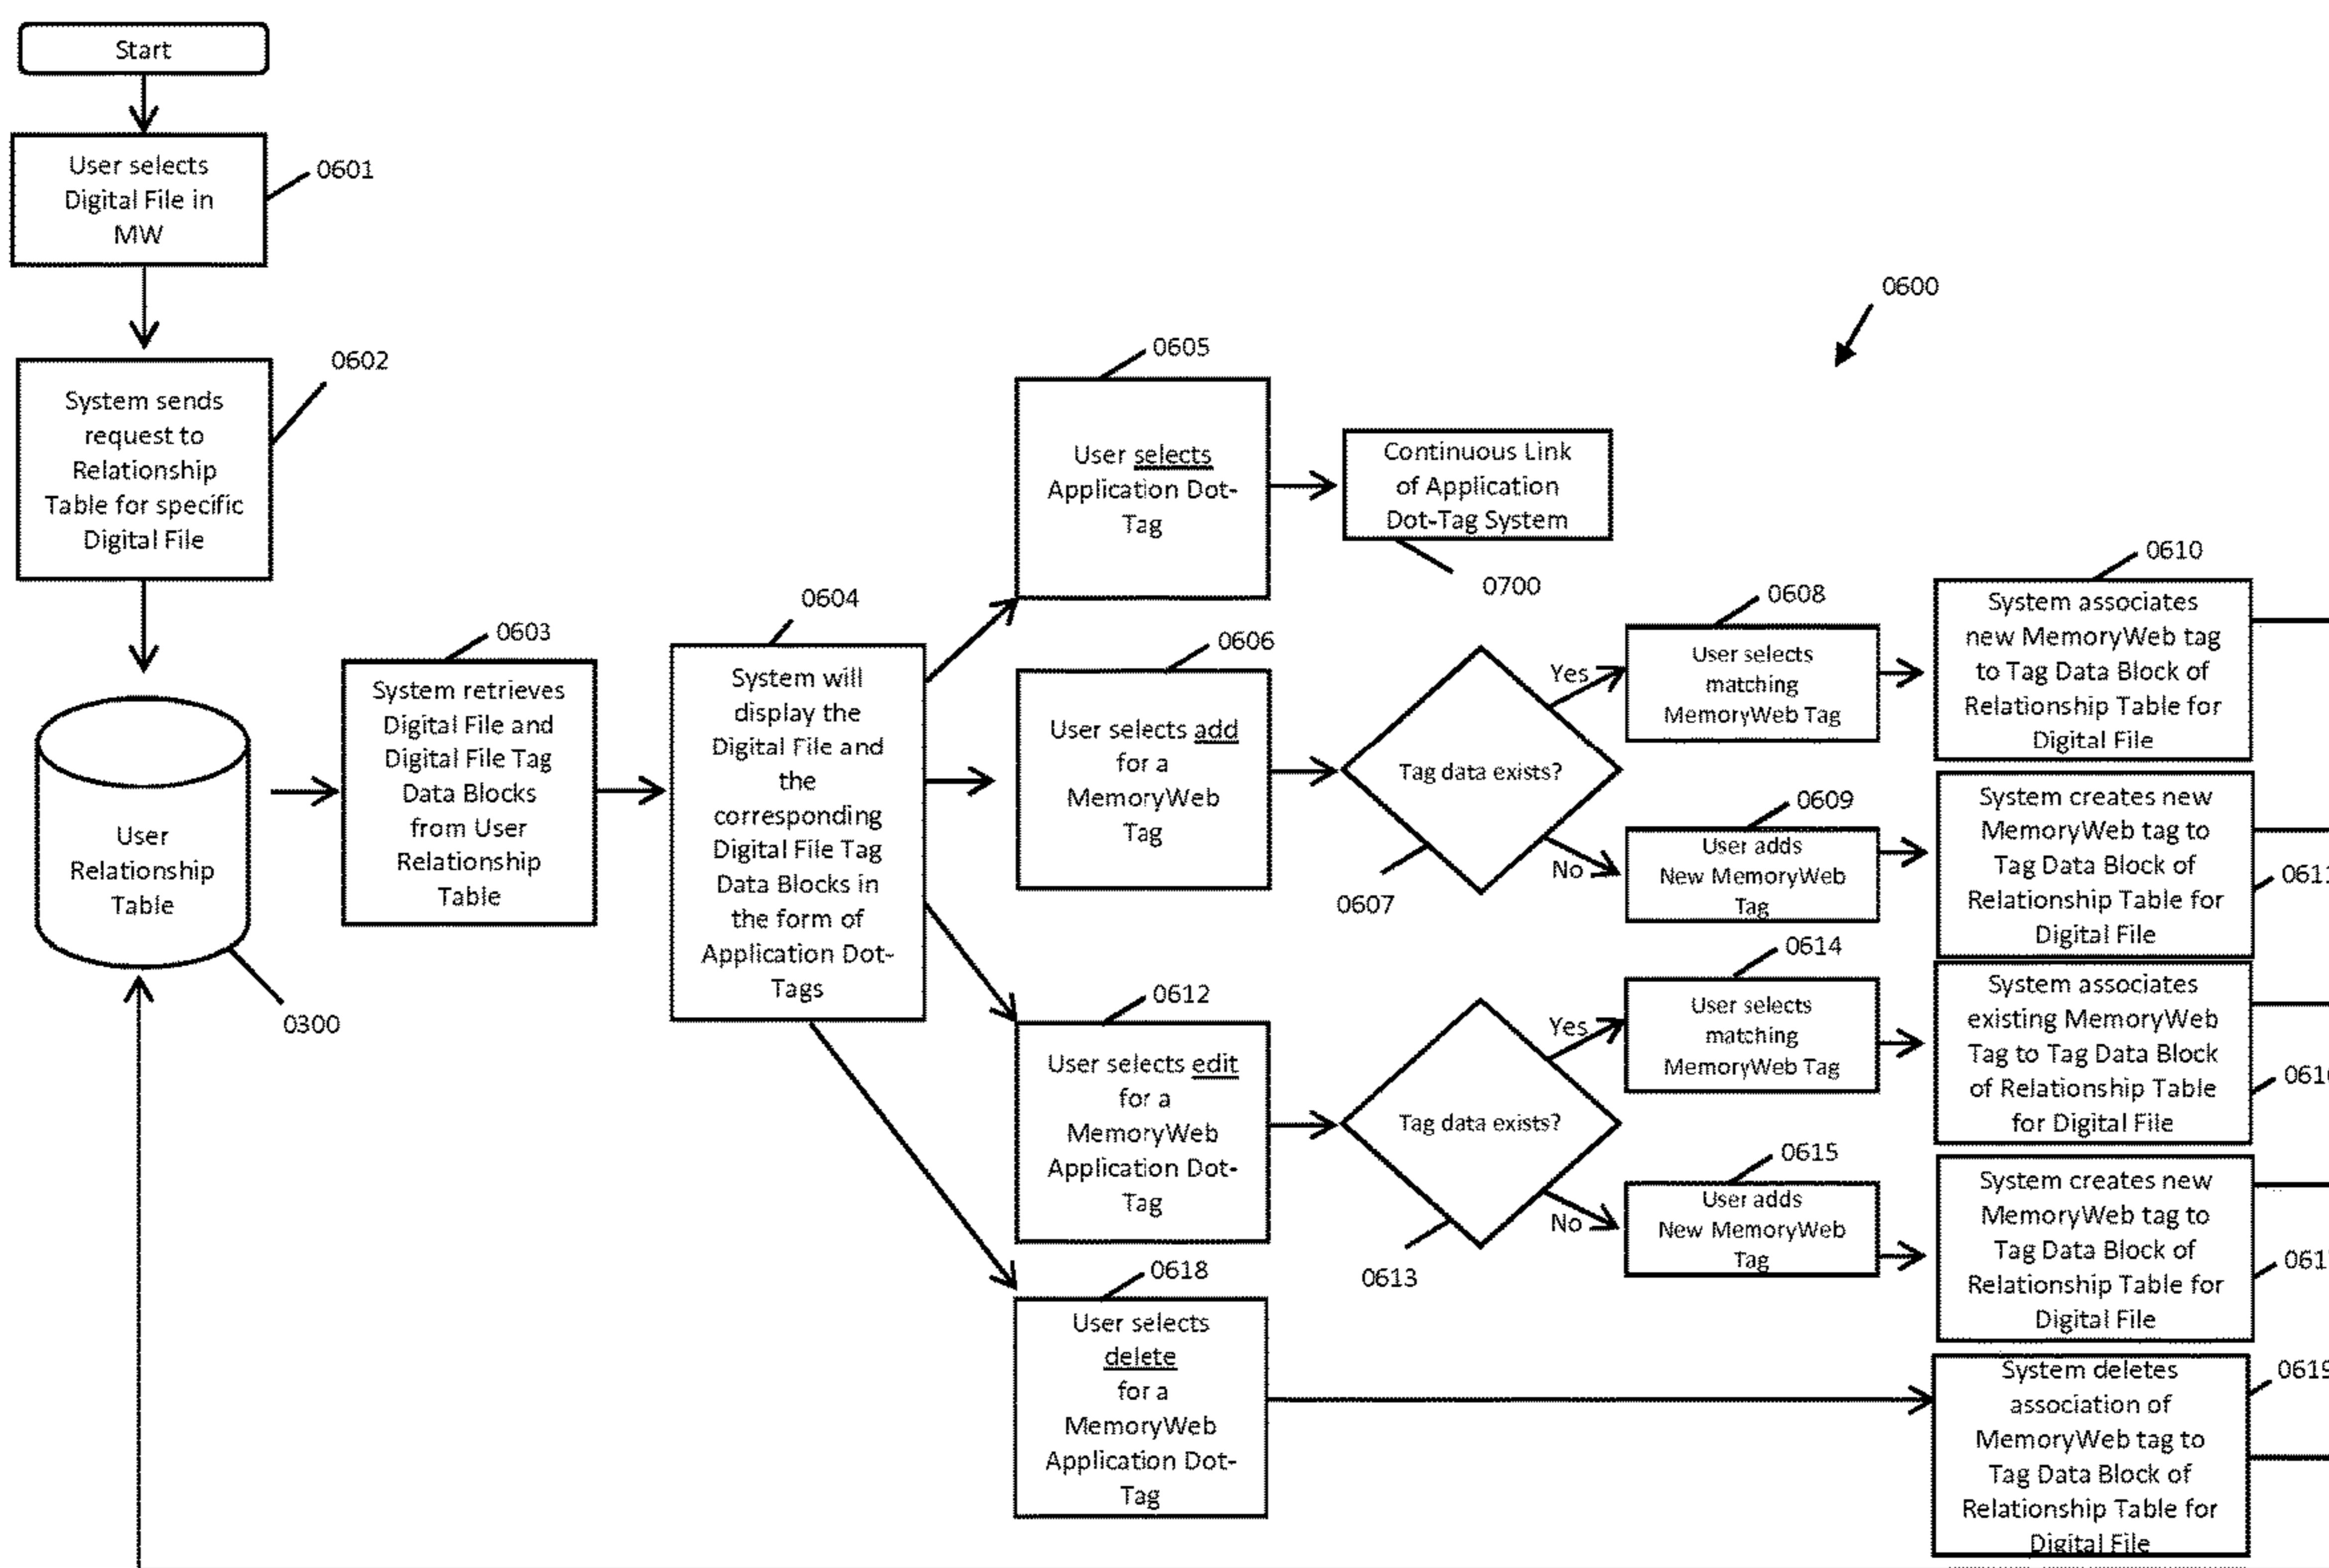 Start
User selects
Digital File in
MW
0601
System sends
request to
Relationship
Table for specific
Digital File
0602
User
Relationship
Table
0300
System retrieves
Digital File and
Digital File Tag
Data Blocks
from User
Relationship
Table
0603
System will
display the
Digital File and
the
corresponding
Digital File Tag
Data Blocks in
the form of
Application Dot-
Tags
0604
0600
0605
User selects
Application Dot-
Tag
Continuous Link
of Application
Dot-Tag System
0700
0606
User selects add
for a
MemoryWeb
Tag
Tag data exists?
0607
Yes
No
0608
User selects
matching
MemoryWeb Tag
0609
User adds
New MemoryWeb
Tag
0610
System associates
new MemoryWeb tag
to Tag Data Block of
Relationship Table for
Digital File
System creates new
MemoryWeb tag to
Tag Data Block of
Relationship Table for
Digital File
0611
0612
User selects edit
for a
MemoryWeb
Application Dot-
Tag
Tag data exists?
0613
Yes
No
0614
User selects
matching
MemoryWeb Tag
0615
User adds
New MemoryWeb
Tag
System associates
existing MemoryWeb
Tag to Tag Data Block
of Relationship Table
for Digital File
System creates new
MemoryWeb tag to
Tag Data Block of
Relationship Table for
Digital File
0618
User selects
delete
for a
MemoryWeb
Application Dot-
Tag
System deletes
association of
MemoryWeb tag to
Tag Data Block of
Relationship Table for
Digital File
0619